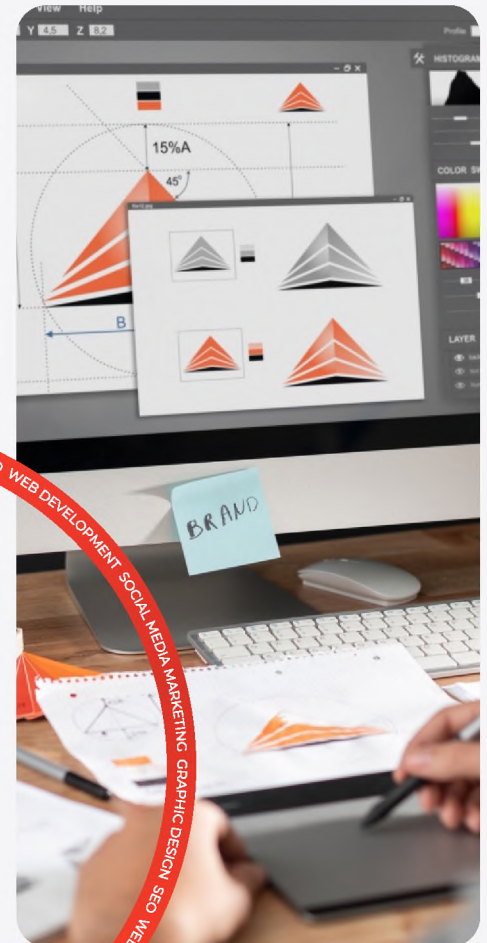 View Help
Y 4,5 Z 8,2
Profile
HISTOGRAM
15%A
45°
COLOR SW
B
LAYER
BRAND
WEB DEVELOPMENT SOCIAL MEDIA MARKETING GRAPHIC DESIGN SEO WEB